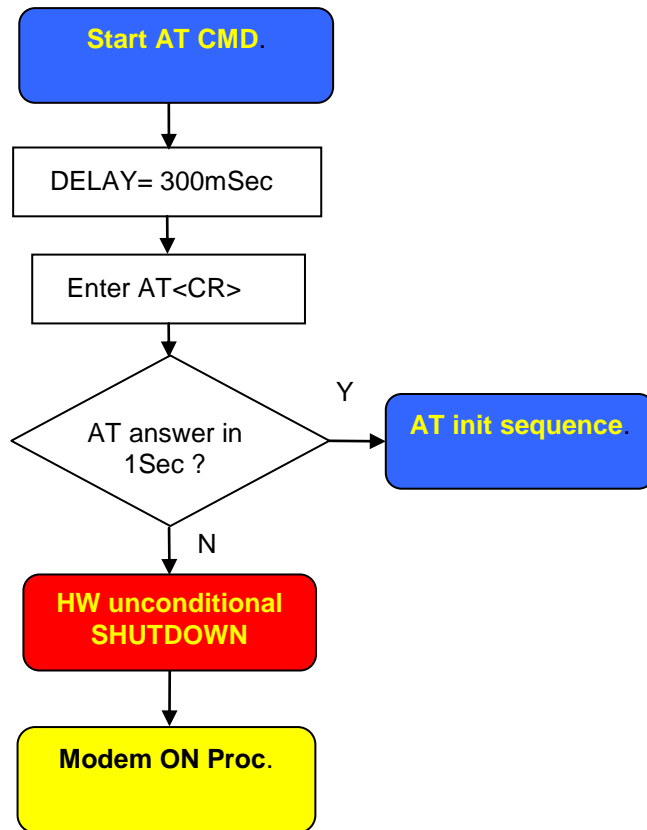 Start AT CMD.
DELAY= 300mSec
Enter AT<CR>
AT answer in
1Sec ?
Y
AT init sequence.
N
HW unconditional
SHUTDOWN
Modem ON Proc.